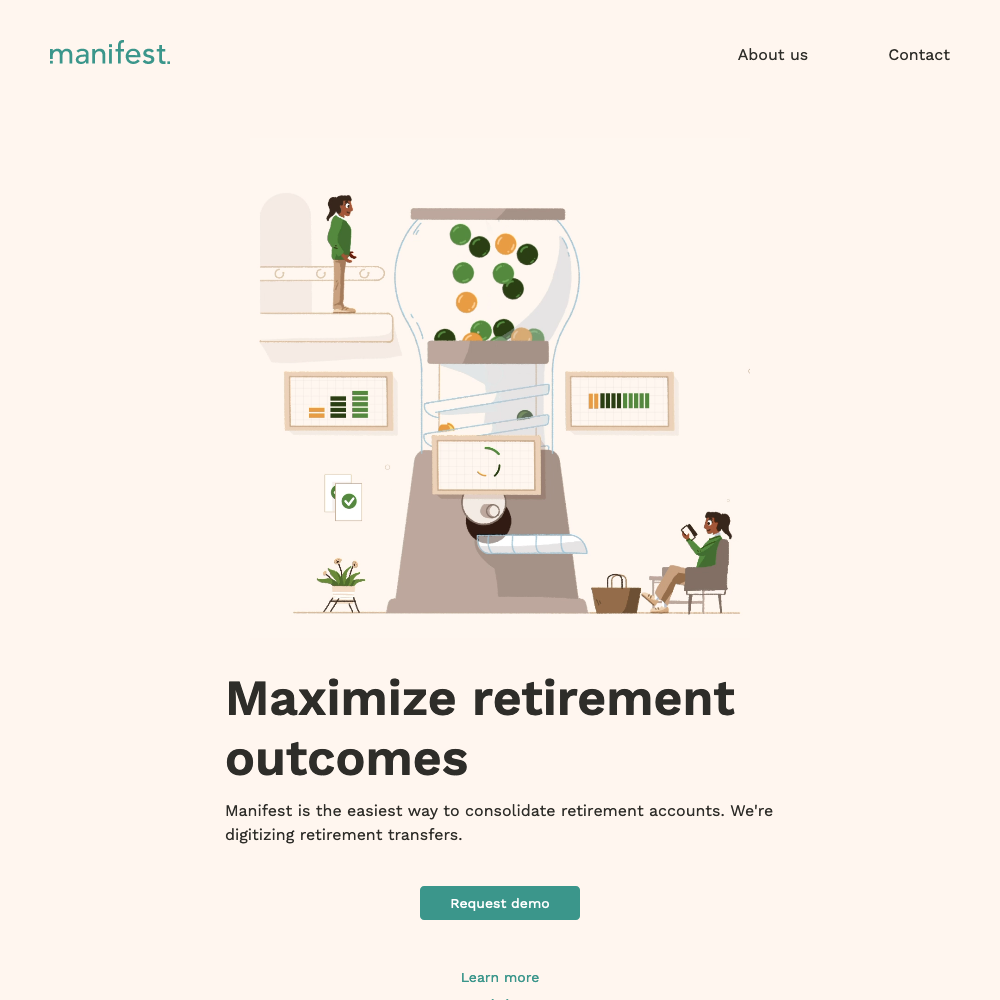 manifest.
About us
Contact
Maximize retirement
outcomes
Manifest is the easiest way to consolidate retirement accounts. We're
digitizing retirement transfers.
Request demo
Learn more